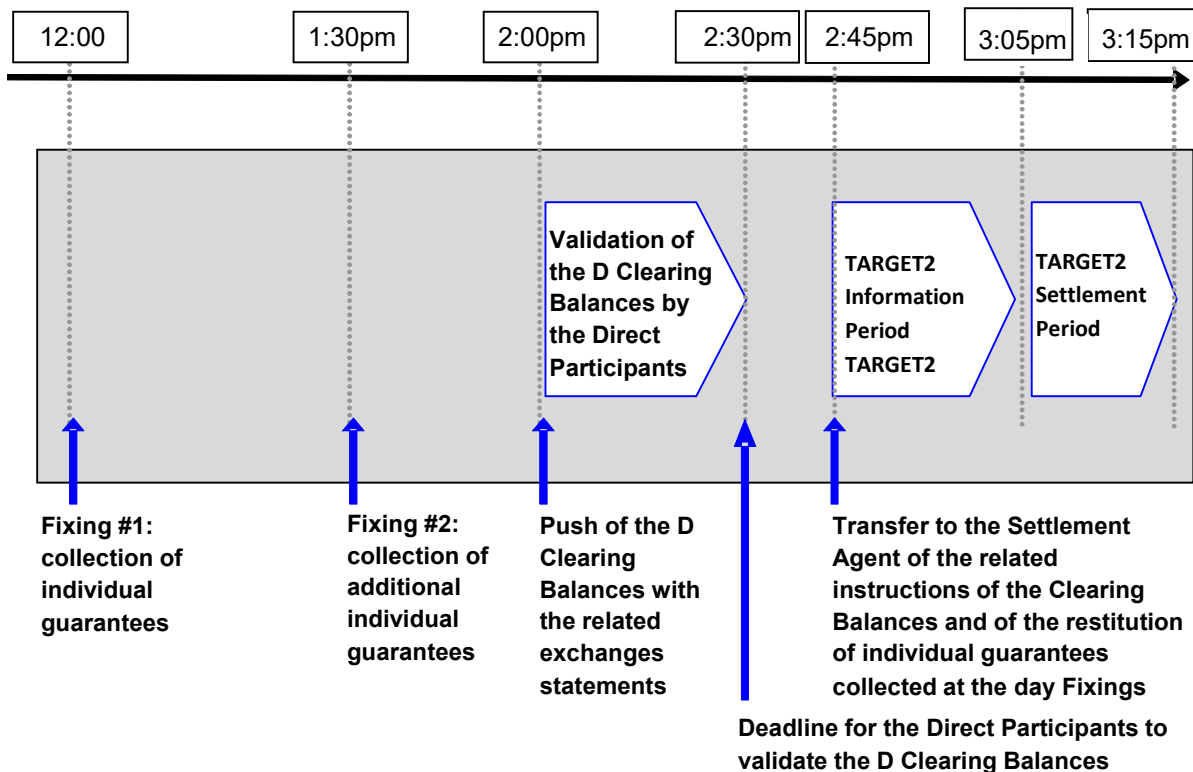 12:00
1:30pm
2:00pm
2:30pm
2:45pm
3:05pm
3:15pm
Validation of
the D Clearing
Balances by
the Direct
Participants
TARGET2
Information
Period
TARGET2
TARGET2
Settlement
Period
Fixing #1:
collection of
individual
guarantees
Fixing #2:
collection of
additional
individual
guarantees
Push of the D
Clearing
Balances with
the related
exchanges
statements
Transfer to the Settlement
Agent of the related
instructions of the Clearing
Balances and of the restitution
of individual guarantees
collected at the day Fixings
Deadline for the Direct Participants to
validate the D Clearing Balances